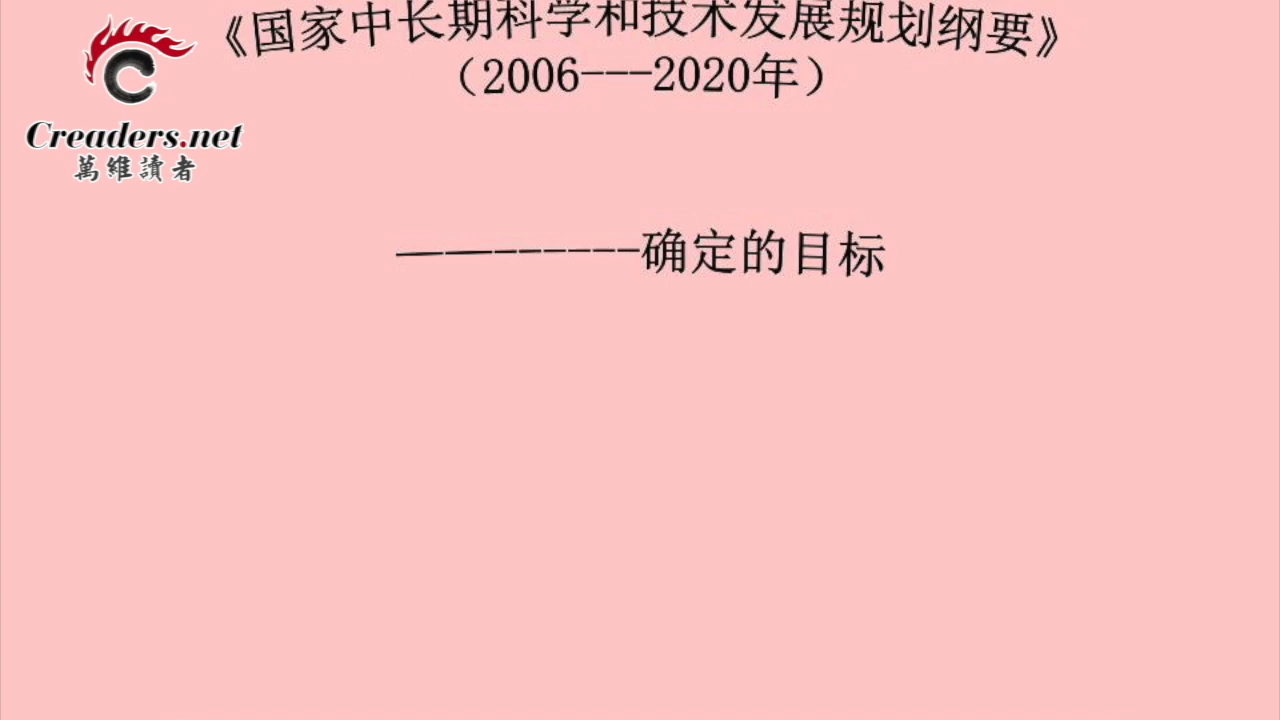 《国家中长期科学和技术发展规划纲要》
（2006---2020年）
Creaders.net
萬維讀者
————------确定的目标